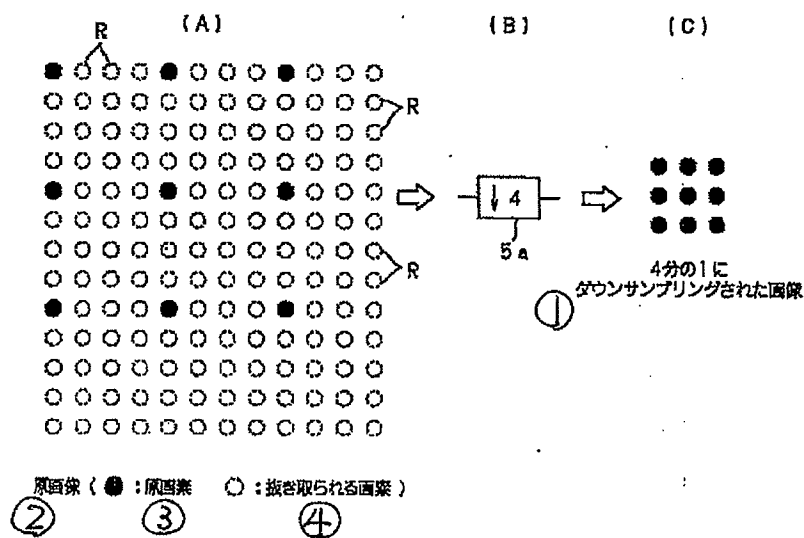 (A) (B) (C)
R
R
↓ 4
5a
R
4分の1に
① ダウンサンプリングされた画像
原画像 ( ● : 原画素 ○ : 抜き取られる画素 )
② ③ ④